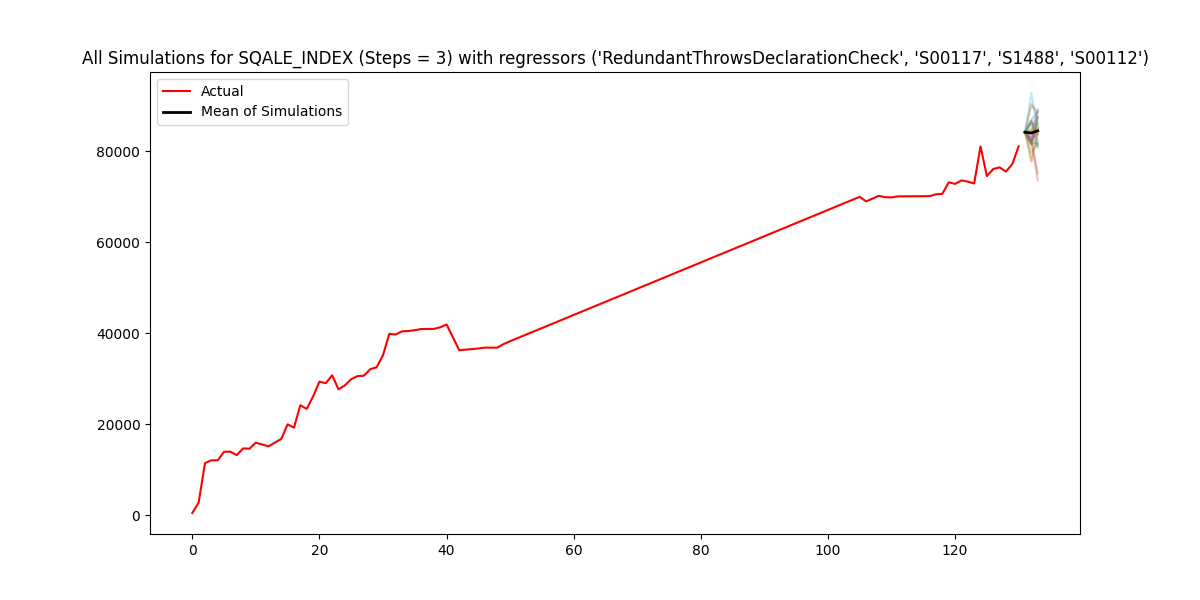 All Simulations for SQALE_INDEX (Steps = 3) with regressors ('RedundantThrowsDeclarationCheck', 'S00117', 'S1488', 'S00112')
Actual
Mean of Simulations
80000
60000
40000
20000
0
0 20 40 60 80 100 120